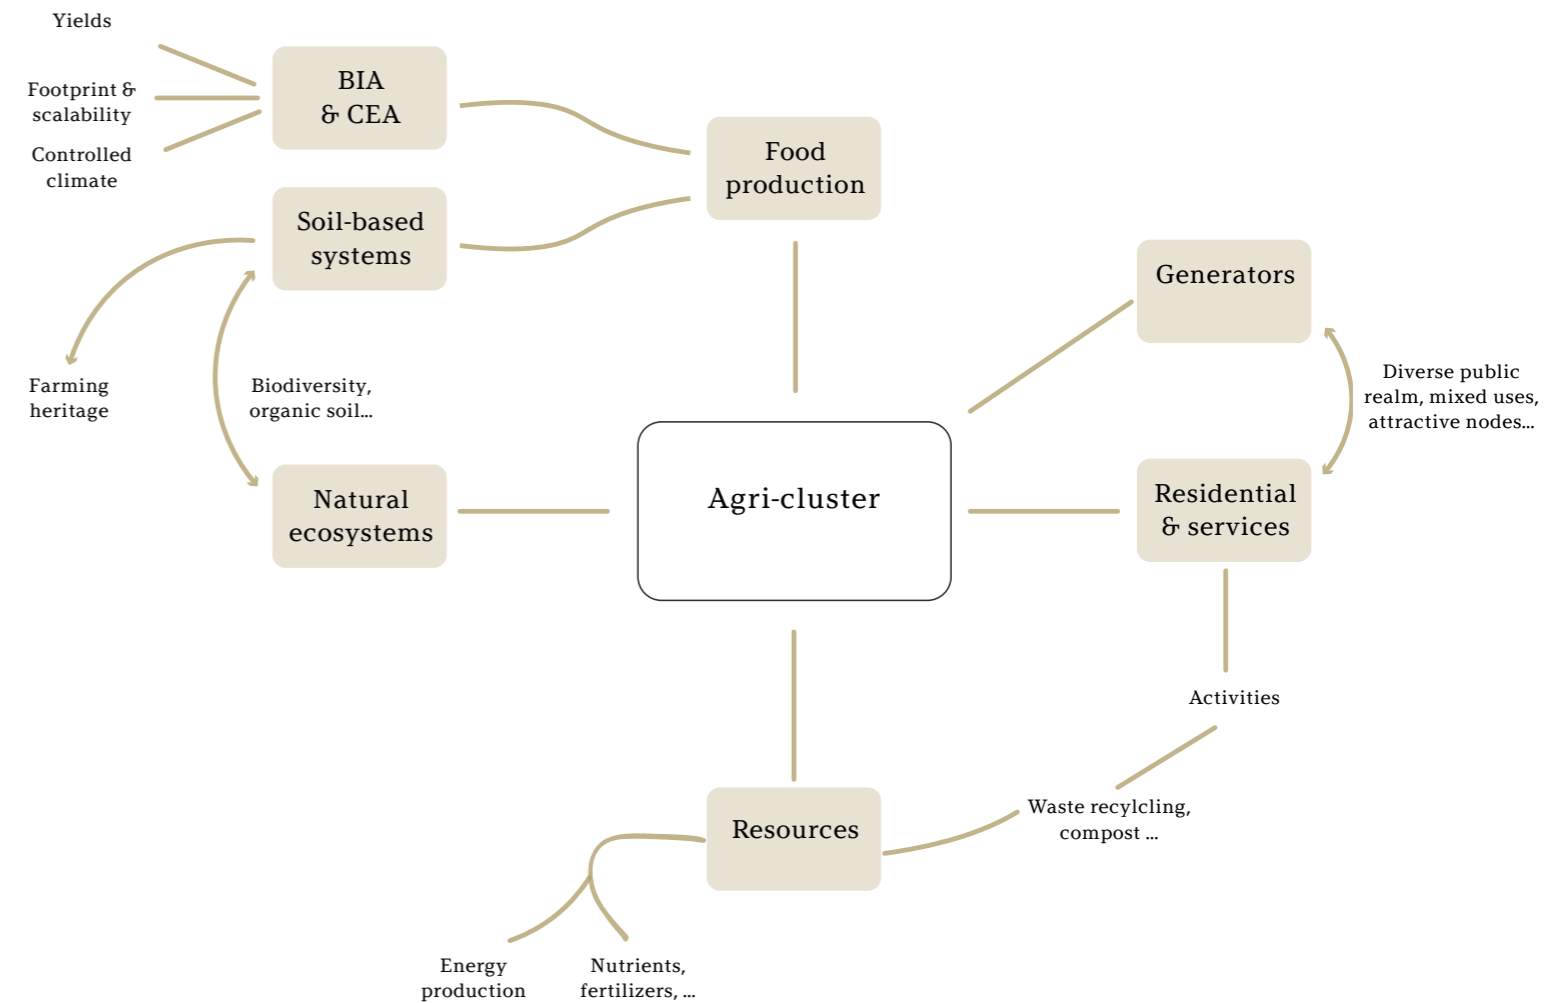 Yields
Footprint &
scalability
Controlled
climate
BIA
& CEA
Soil-based
systems
Food
production
Generators
Farming
heritage
Biodiversity,
organic soil...
Diverse public
realm, mixed uses,
attractive nodes...
Natural
ecosystems
Agri-cluster
Residential
& services
Activities
Waste recylcling,
compost ...
Resources
Energy
production
Nutrients,
fertilizers, ...